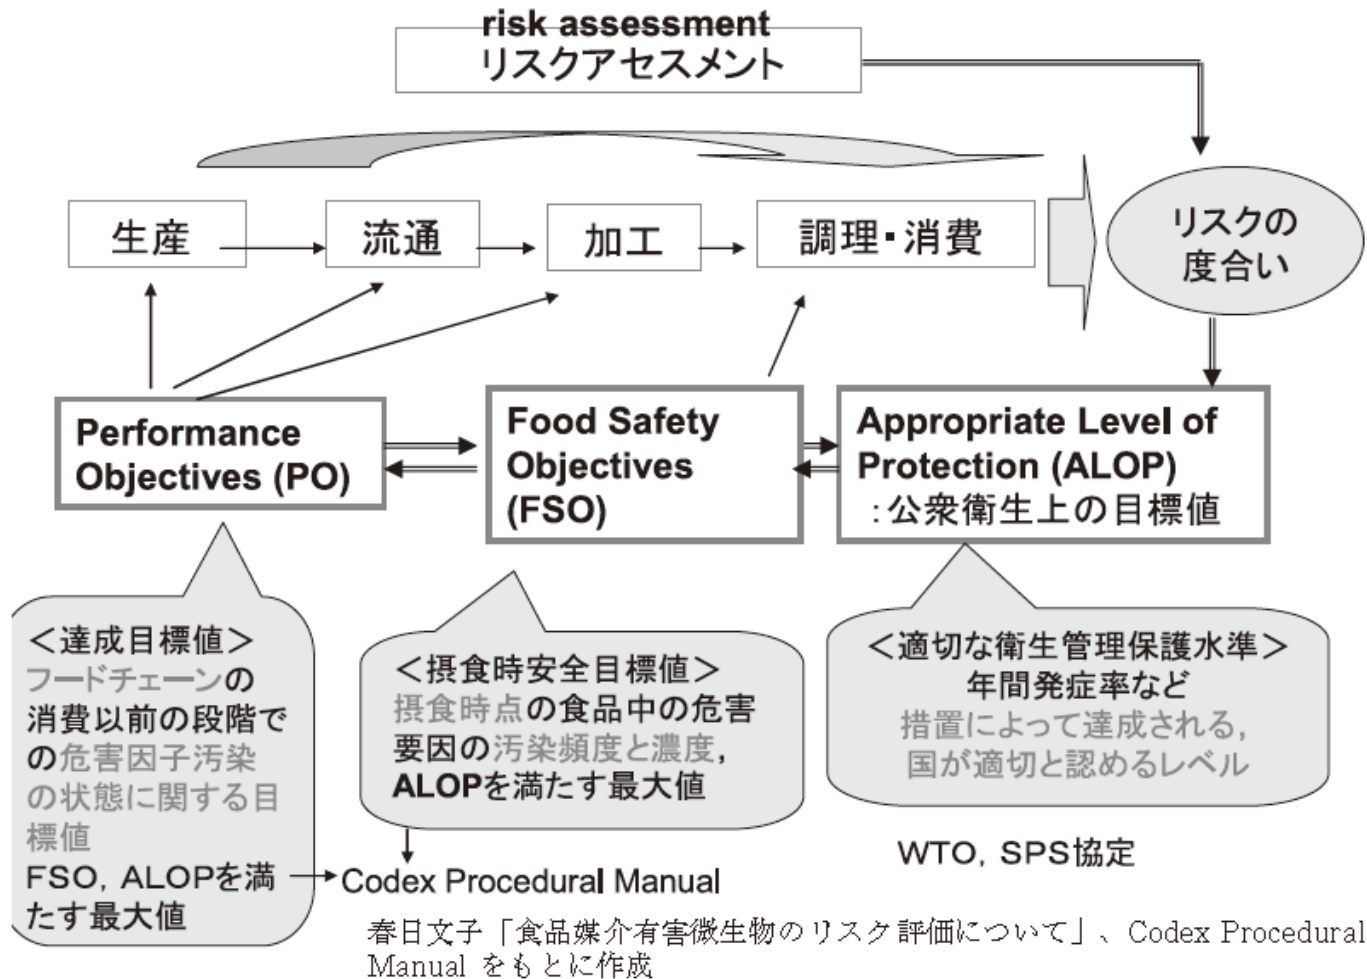 risk assessment
リスクアセスメント
生産
流通
加工
調理・消費
リスクの
度合い
Performance
Objectives (PO)
Food Safety
Objectives
(FSO)
Appropriate Level of
Protection (ALOP)
：公衆衛生上の目標値
＜達成目標値＞
フードチェーンの
消費以前の段階で
の危害因子汚染
の状態に関する目
標値
FSO，ALOPを満
たす最大値
＜摂食時安全目標値＞
摂食時点の食品中の危害
要因の汚染頻度と濃度，
ALOPを満たす最大値
＜適切な衛生管理保護水準＞
年間発症率など
措置によって達成される，
国が適切と認めるレベル
WTO，SPS協定
Codex Procedural Manual
春日文子「食品媒介有害微生物のリスク評価について」、Codex Procedural
Manual をもとに作成